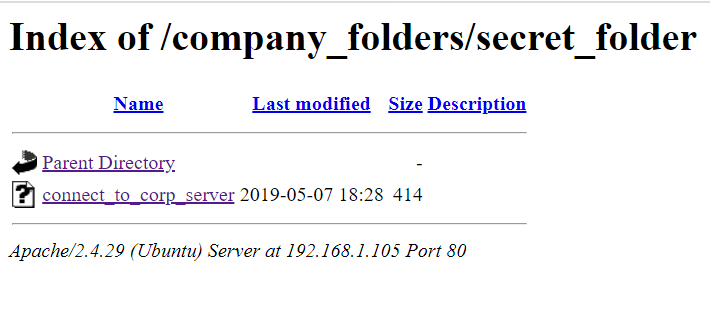 Index of /company_folders/secret_folder
Name Last modified Size Description
Parent Directory -
connect_to_corp_server 2019-05-07 18:28 414
Apache/2.4.29 (Ubuntu) Server at 192.168.1.105 Port 80